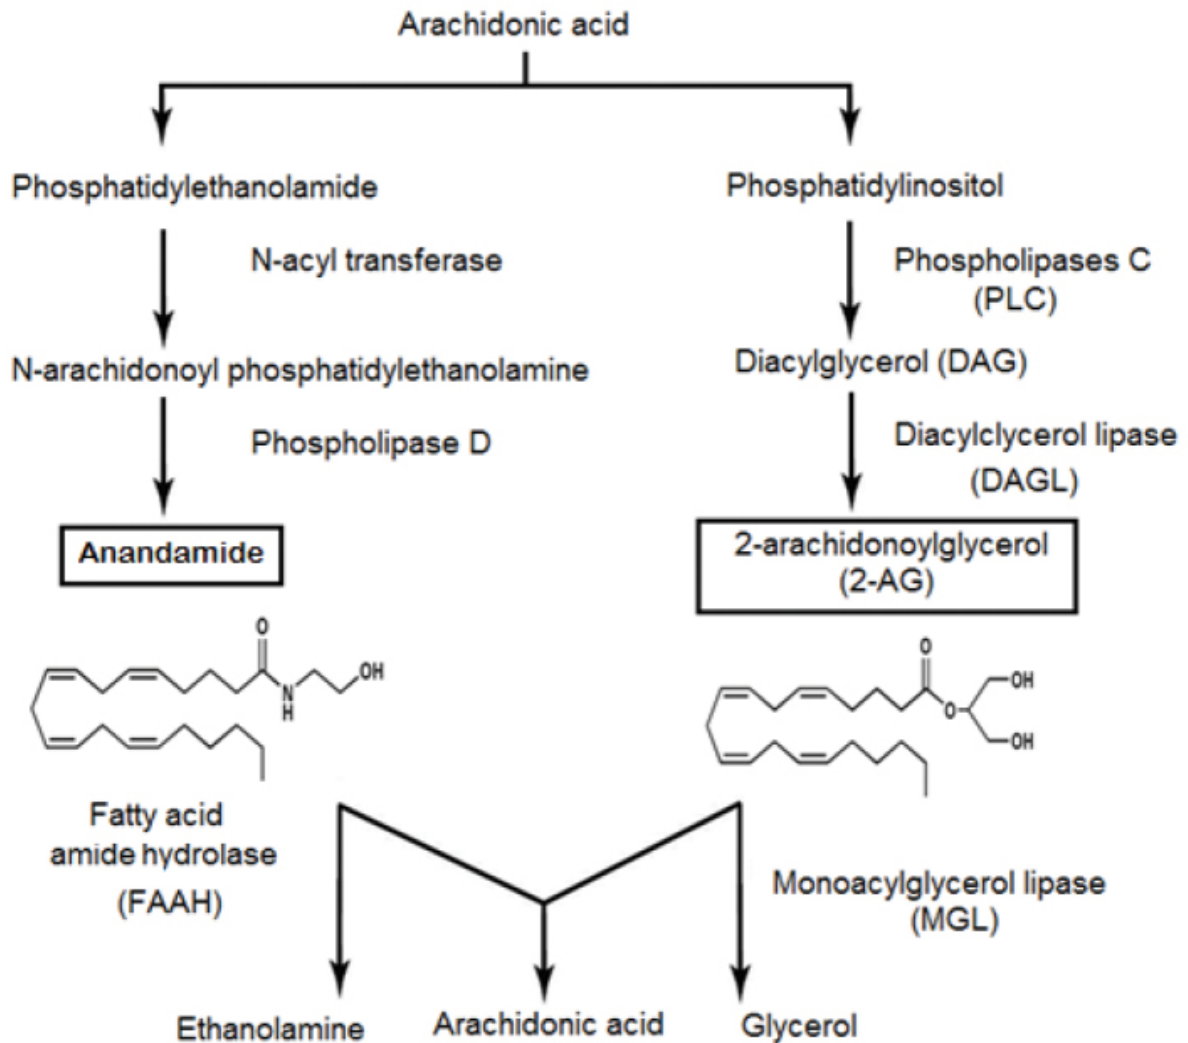 Arachidonic acid
Phosphatidylethanolamide
Phosphatidylinositol
N-acyl transferase
Phospholipases C
(PLC)
N-arachidonoyl phosphatidylethanolamine
Diacylglycerol (DAG)
Phospholipase D
Diacylclycerol lipase
(DAGL)
Anandamide
2-arachidonoylglycerol
(2-AG)
O
N
H
OH
O
O
OH
OH
Fatty acid
amide hydrolase
(FAAH)
Monoacylglycerol lipase
(MGL)
Ethanolamine
Arachidonic acid
Glycerol